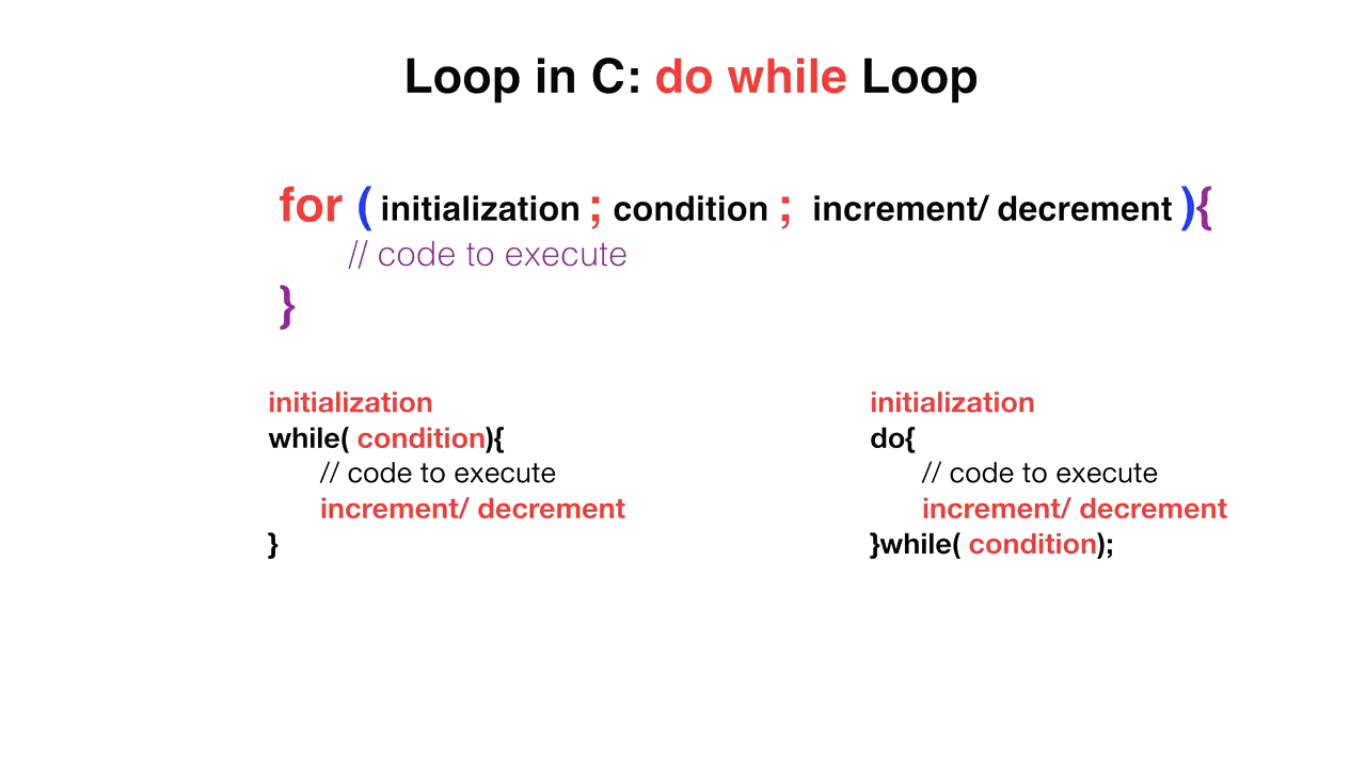 Loop in C: do while Loop
for ( initialization ; condition ; increment/ decrement ){
// code to execute
}
initialization
while( condition){
// code to execute
increment/ decrement
}
initialization
do{
// code to execute
increment/ decrement
}while( condition);